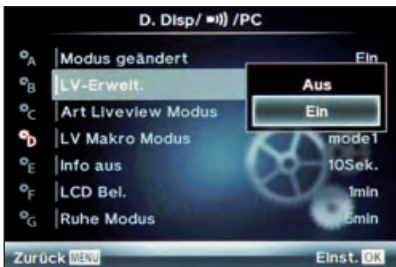 D. Disp/ /PC
A Modus geändert Ein
B LV-Erweit. Aus
Ein
C Art Liveview Modus
D LV Makro Modus mode1
E Info aus 10Sek.
F LCD Bel. 1min
G Ruhe Modus 5min
Zurück MENU Einst. OK